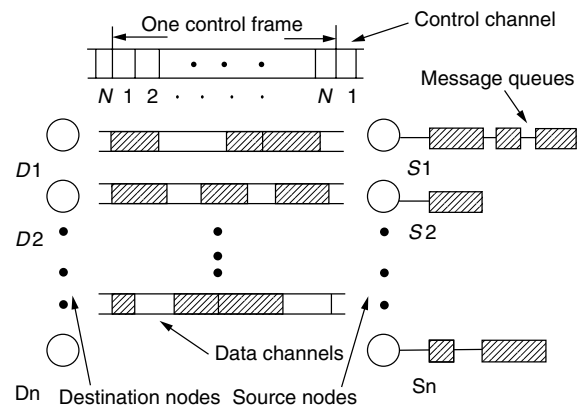 One control frame
Control channel
N 1 2 . . . . N 1
Message queues
D1
S1
D2
S2
Data channels
Dn
Destination nodes
Source nodes
Sn